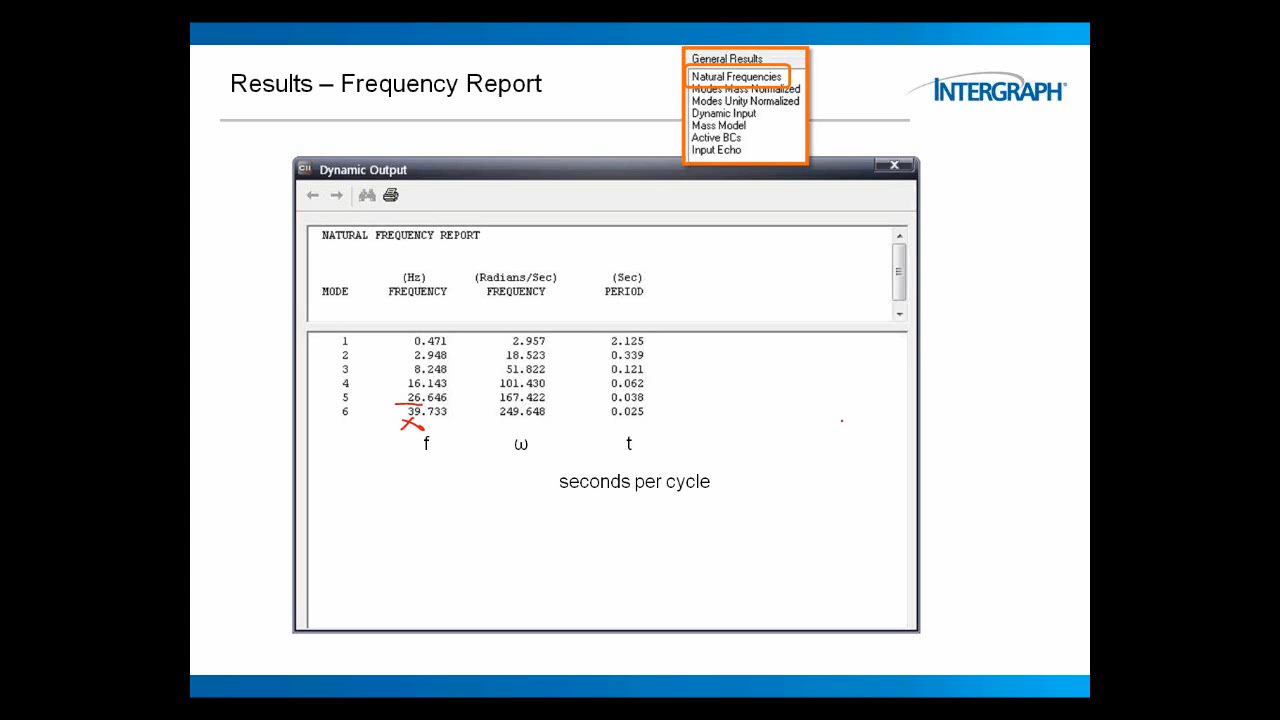 General Results
Natural Frequencies
Modes Mass Normalized
Modes Unity Normalized
Dynamic Input
Mass Model
Active BCs
Input Echo
Results – Frequency Report
INTERGRAPH
CII Dynamic Output
NATURAL FREQUENCY REPORT
(Hz) (Radians/Sec) (Sec)
MODE FREQUENCY FREQUENCY PERIOD
1 0.471 2.957 2.125
2 2.948 18.523 0.339
3 8.248 51.822 0.121
4 16.143 101.430 0.062
5 26.646 167.422 0.038
6 39.733 249.648 0.025
f ω t
seconds per cycle